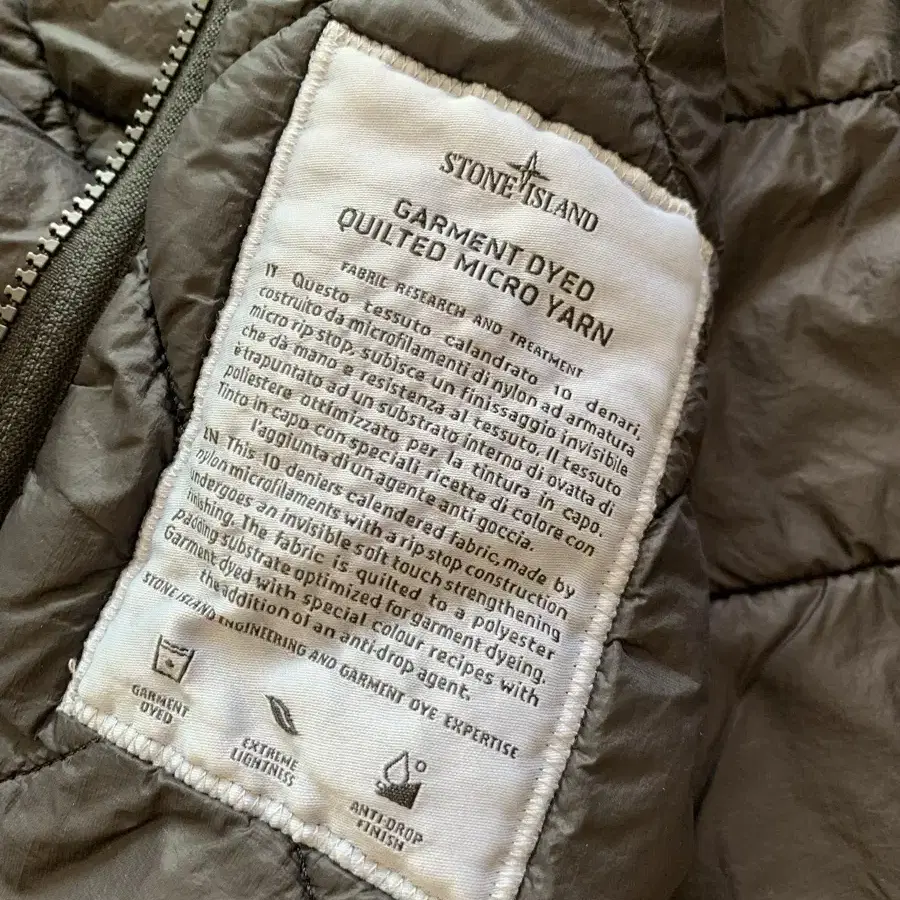 STONE ISLAND
GARMENT DYED
QUILTED MICRO YARN
FABRIC RESEARCH AND TREATMENT
IT Questo tessuto calandrato 10 denari,
costruito da microfilamenti di nylon ad armatura
micro rip stop, subisce un finissaggio invisibile
che dà mano e resistenza al tessuto. Il tessuto
è trapuntato ad un substrato interno di ovatta di
poliestere ottimizzato per la tintura in capo.
Tinto in capo con speciali ricette di colore con
l'aggiunta di un agente anti goccia.
EN This 10 deniers calendered fabric, made by
nylon microfilaments with a rip stop construction
undergoes an invisible soft touch strengthening
finishing. The fabric is quilted to a polyester
padding substrate optimized for garment dyeing.
Garment dyed with special colour recipes with
the addition of an anti-drop agent.
STONE ISLAND ENGINEERING AND GARMENT DYE EXPERTISE
GARMENT
DYED
EXTREME
LIGHTNESS
ANTI-DROP
FINISH